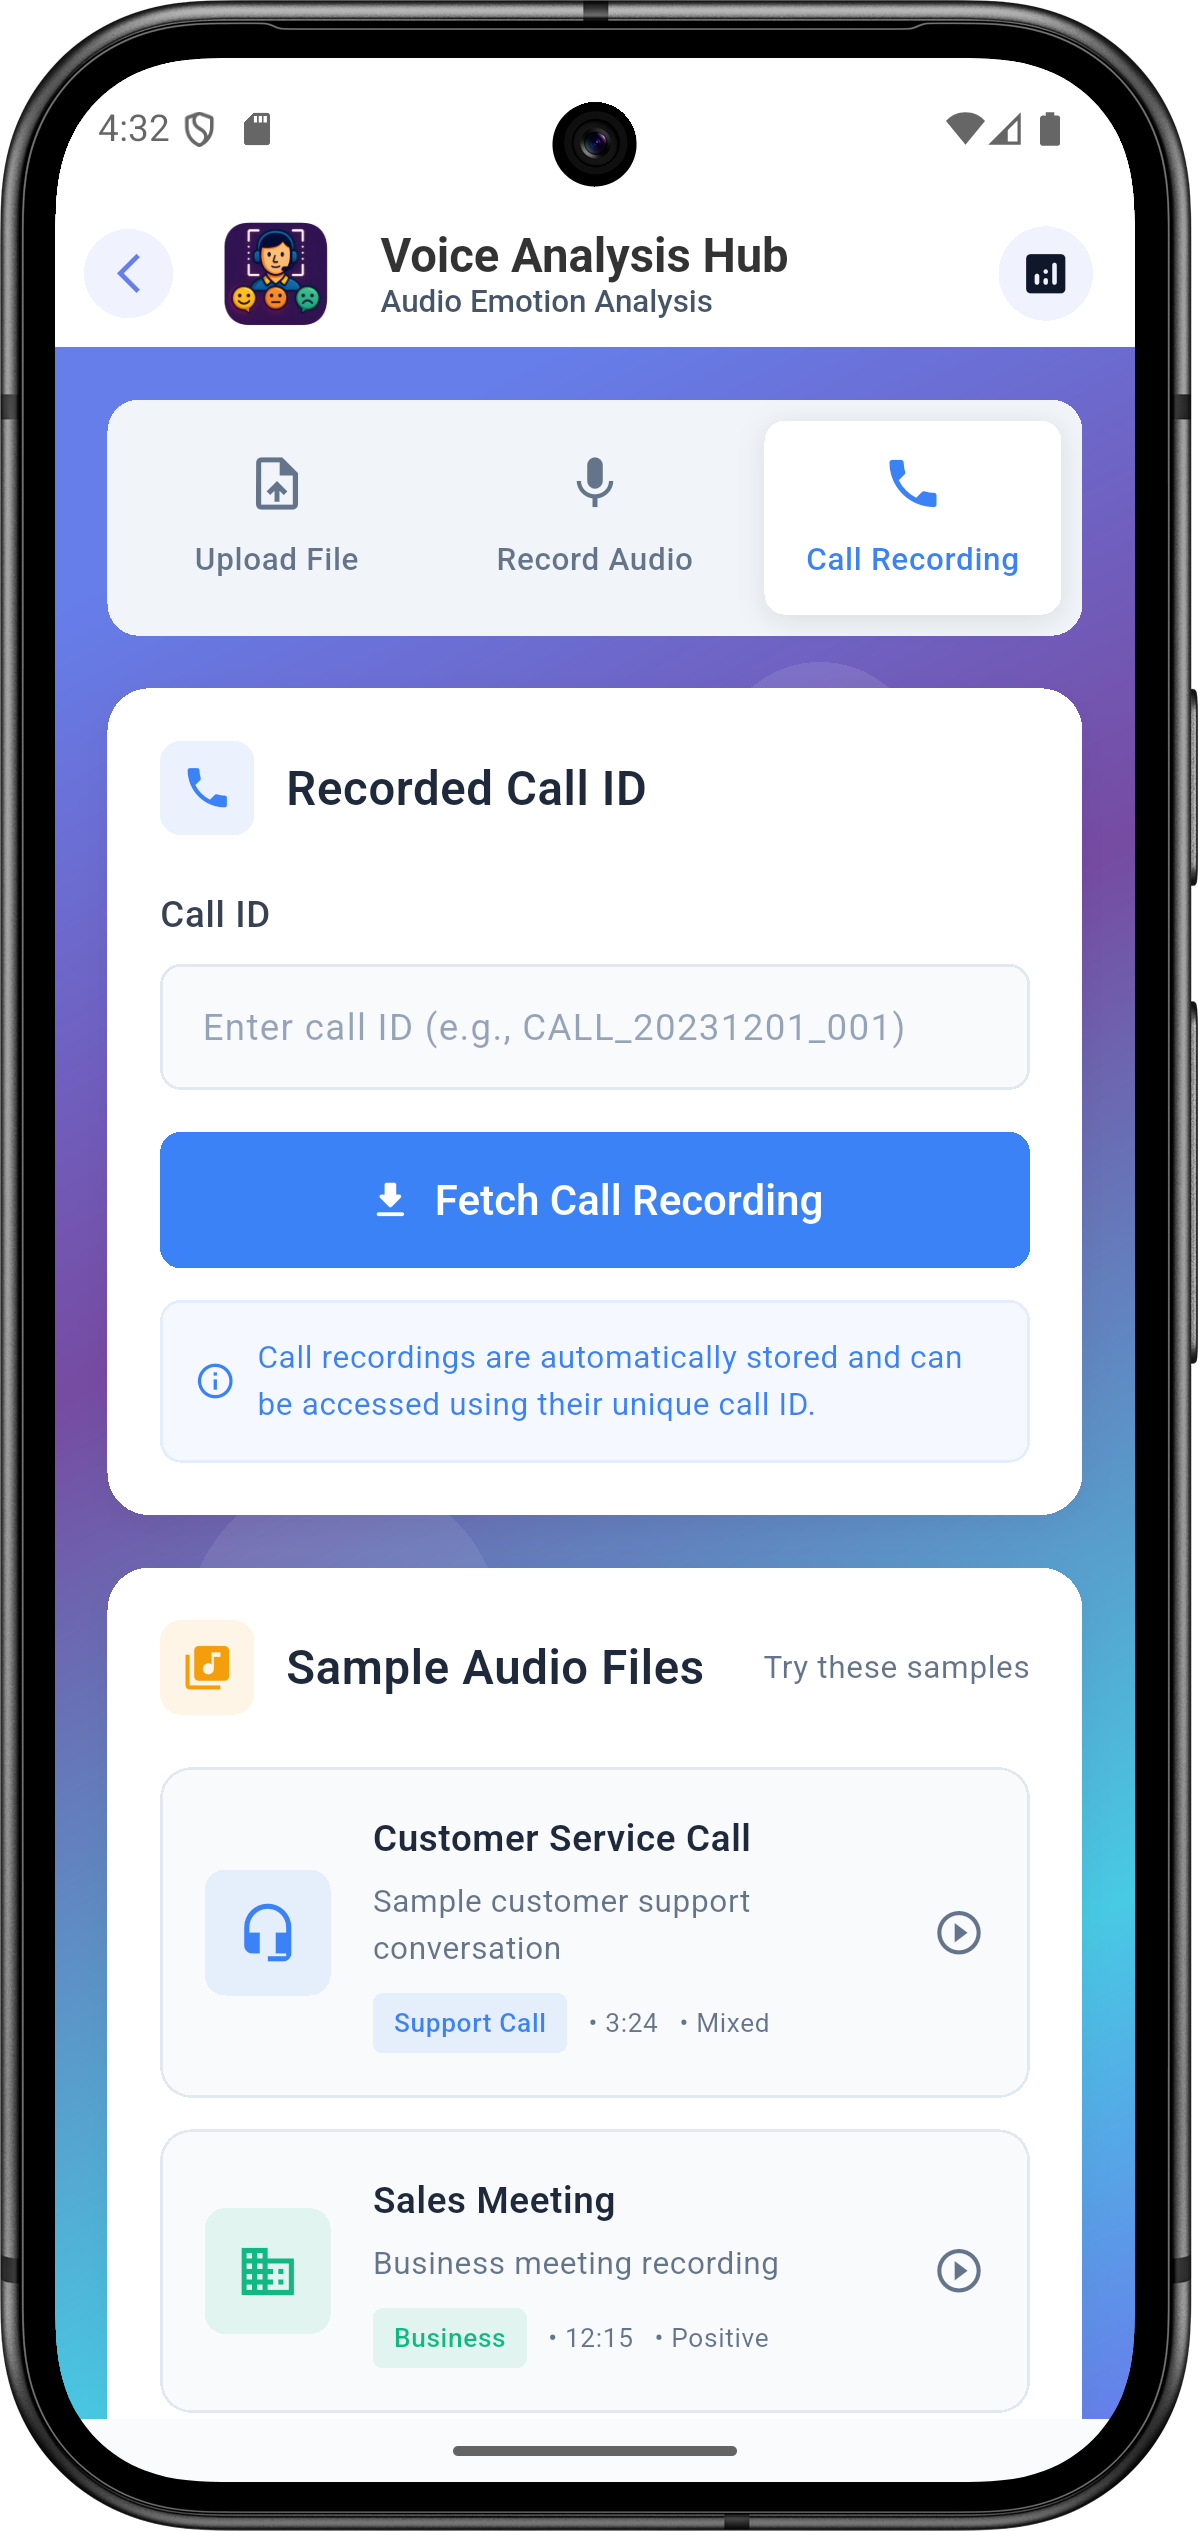 4:32
Voice Analysis Hub
Audio Emotion Analysis
Upload File
Record Audio
Call Recording
Recorded Call ID
Call ID
Enter call ID (e.g., CALL_20231201_001)
Fetch Call Recording
Call recordings are automatically stored and can
be accessed using their unique call ID.
Sample Audio Files
Try these samples
Customer Service Call
Sample customer support
conversation
Support Call • 3:24 • Mixed
Sales Meeting
Business meeting recording
Business • 12:15 • Positive